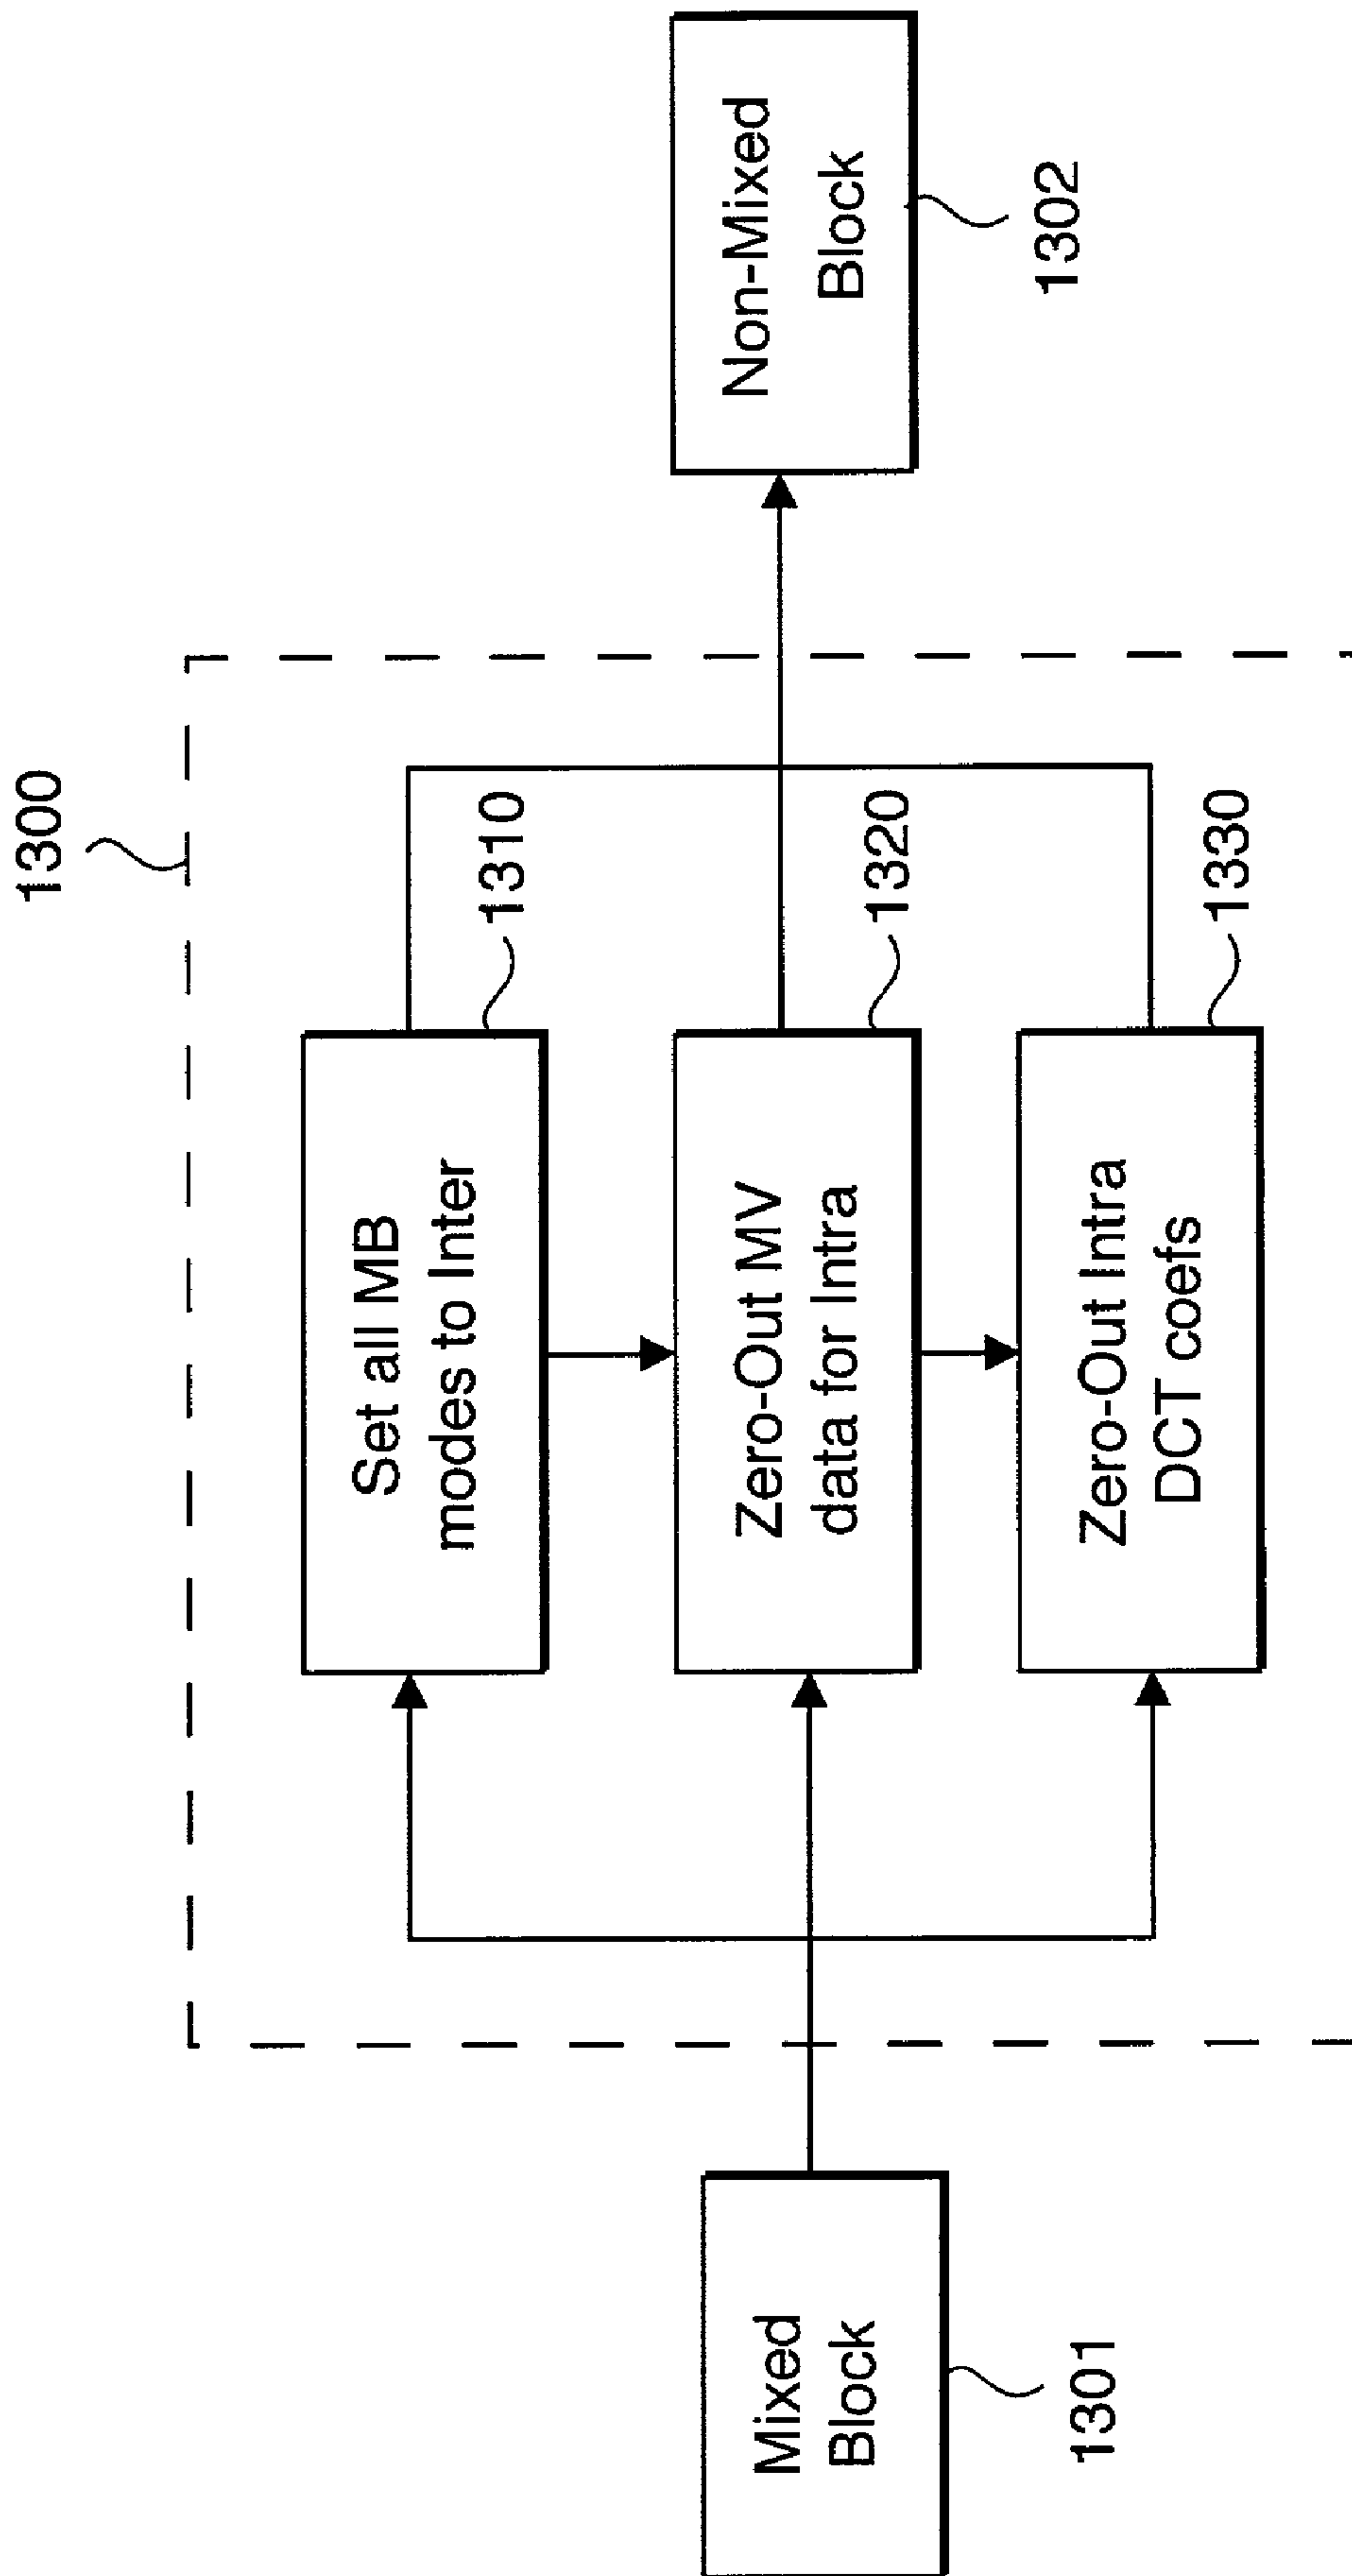 1300
Mixed
Block
1301
Set all MB
modes to Inter
1310
Zero-Out MV
data for Intra
1320
Zero-Out Intra
DCT coefs
1330
Non-Mixed
Block
1302